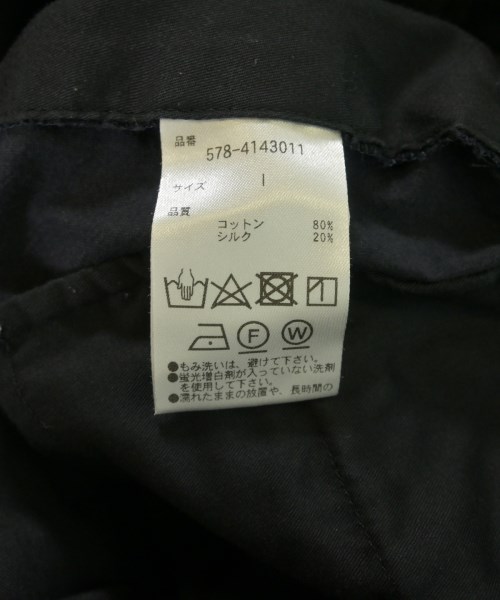 品番
578-4143011
サイズ I
品質
コットン 80%
シルク 20%
F W
●もみ洗いは、避けて下さい。
●蛍光増白剤が入っていない洗剤
を使用して下さい。
●濡れたままの放置や、長時間の